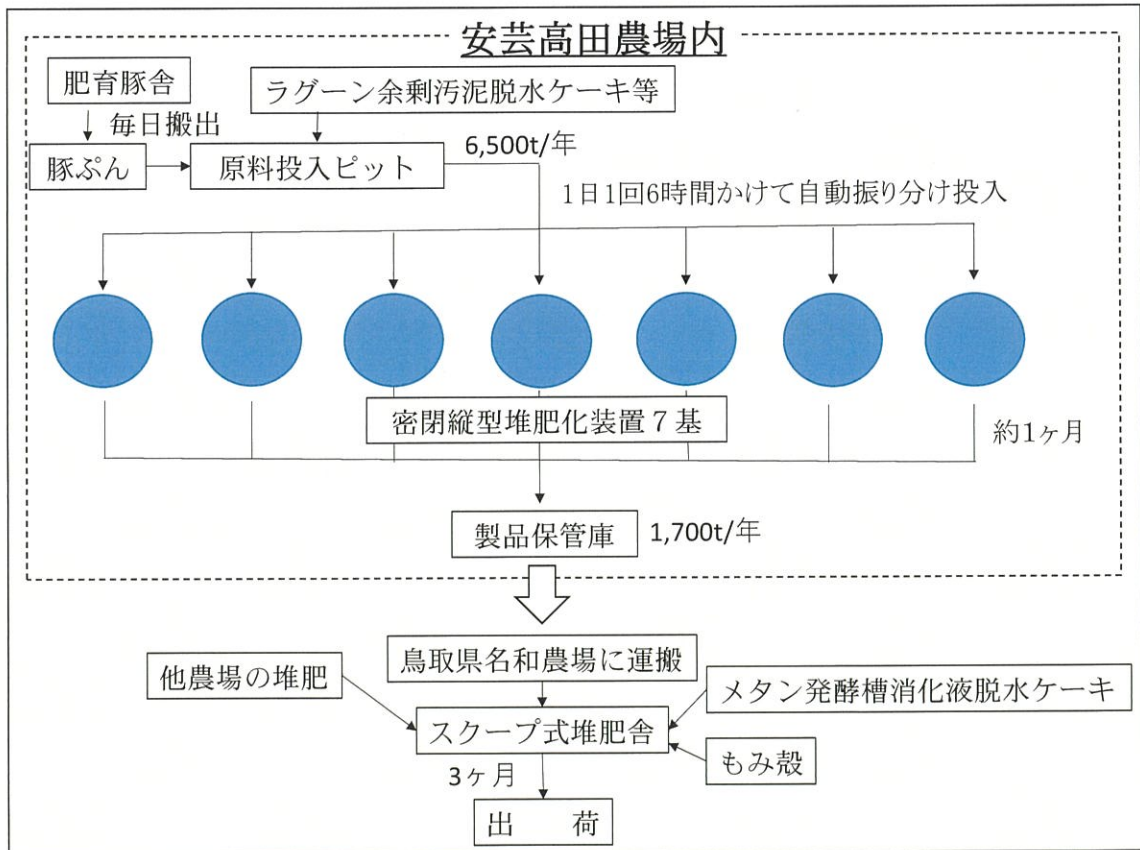 安芸高田農場内
肥育豚舎
ラグーン余剰汚泥脱水ケーキ等
毎日搬出
6,500t/年
豚ぷん
原料投入ピット
1日1回6時間かけて自動振り分け投入
密閉縦型堆肥化装置7基
約1ヶ月
製品保管庫
1,700t/年
鳥取県名和農場に運搬
他農場の堆肥
メタン発酵槽消化液脱水ケーキ
スクープ式堆肥舎
もみ殻
3ヶ月
出　荷